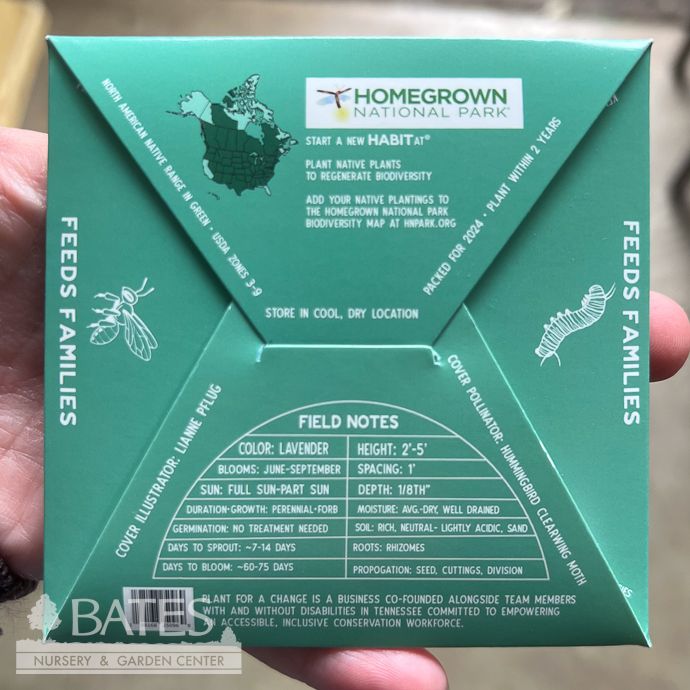 HOMEGROWN
NATIONAL PARK®
START A NEW HABITAT®
PLANT NATIVE PLANTS
TO REGENERATE BIODIVERSITY
ADD YOUR NATIVE PLANTINGS TO
THE HOMEGROWN NATIONAL PARK
BIODIVERSITY MAP AT HNPARK.ORG
NORTH AMERICAN NATIVE RANGE IN GREEN · USDA ZONES 3-9
PACKED FOR 2024 · PLANT WITHIN 2 YEARS
STORE IN COOL, DRY LOCATION
FEEDS FAMILIES
FEEDS FAMILIES
COVER ILLUSTRATOR: LIANNE PFLUG
COVER POLLINATOR: HUMMINGBIRD CLEARWING MOTH
FIELD NOTES
COLOR: LAVENDER
HEIGHT: 2'-5'
BLOOMS: JUNE-SEPTEMBER
SPACING: 1'
SUN: FULL SUN-PART SUN
DEPTH: 1/8TH"
DURATION-GROWTH: PERENNIAL-FORB
MOISTURE: AVG.-DRY, WELL DRAINED
GERMINATION: NO TREATMENT NEEDED
SOIL: RICH, NEUTRAL- LIGHTLY ACIDIC, SAND
DAYS TO SPROUT: ~7-14 DAYS
ROOTS: RHIZOMES
DAYS TO BLOOM: ~60-75 DAYS
PROPOGATION: SEED, CUTTINGS, DIVISION
PLANT FOR A CHANGE IS A BUSINESS CO-FOUNDED ALONGSIDE TEAM MEMBERS
WITH AND WITHOUT DISABILITIES IN TENNESSEE COMMITTED TO EMPOWERING
AN ACCESSIBLE, INCLUSIVE CONSERVATION WORKFORCE.
BATES
NURSERY & GARDEN CENTER